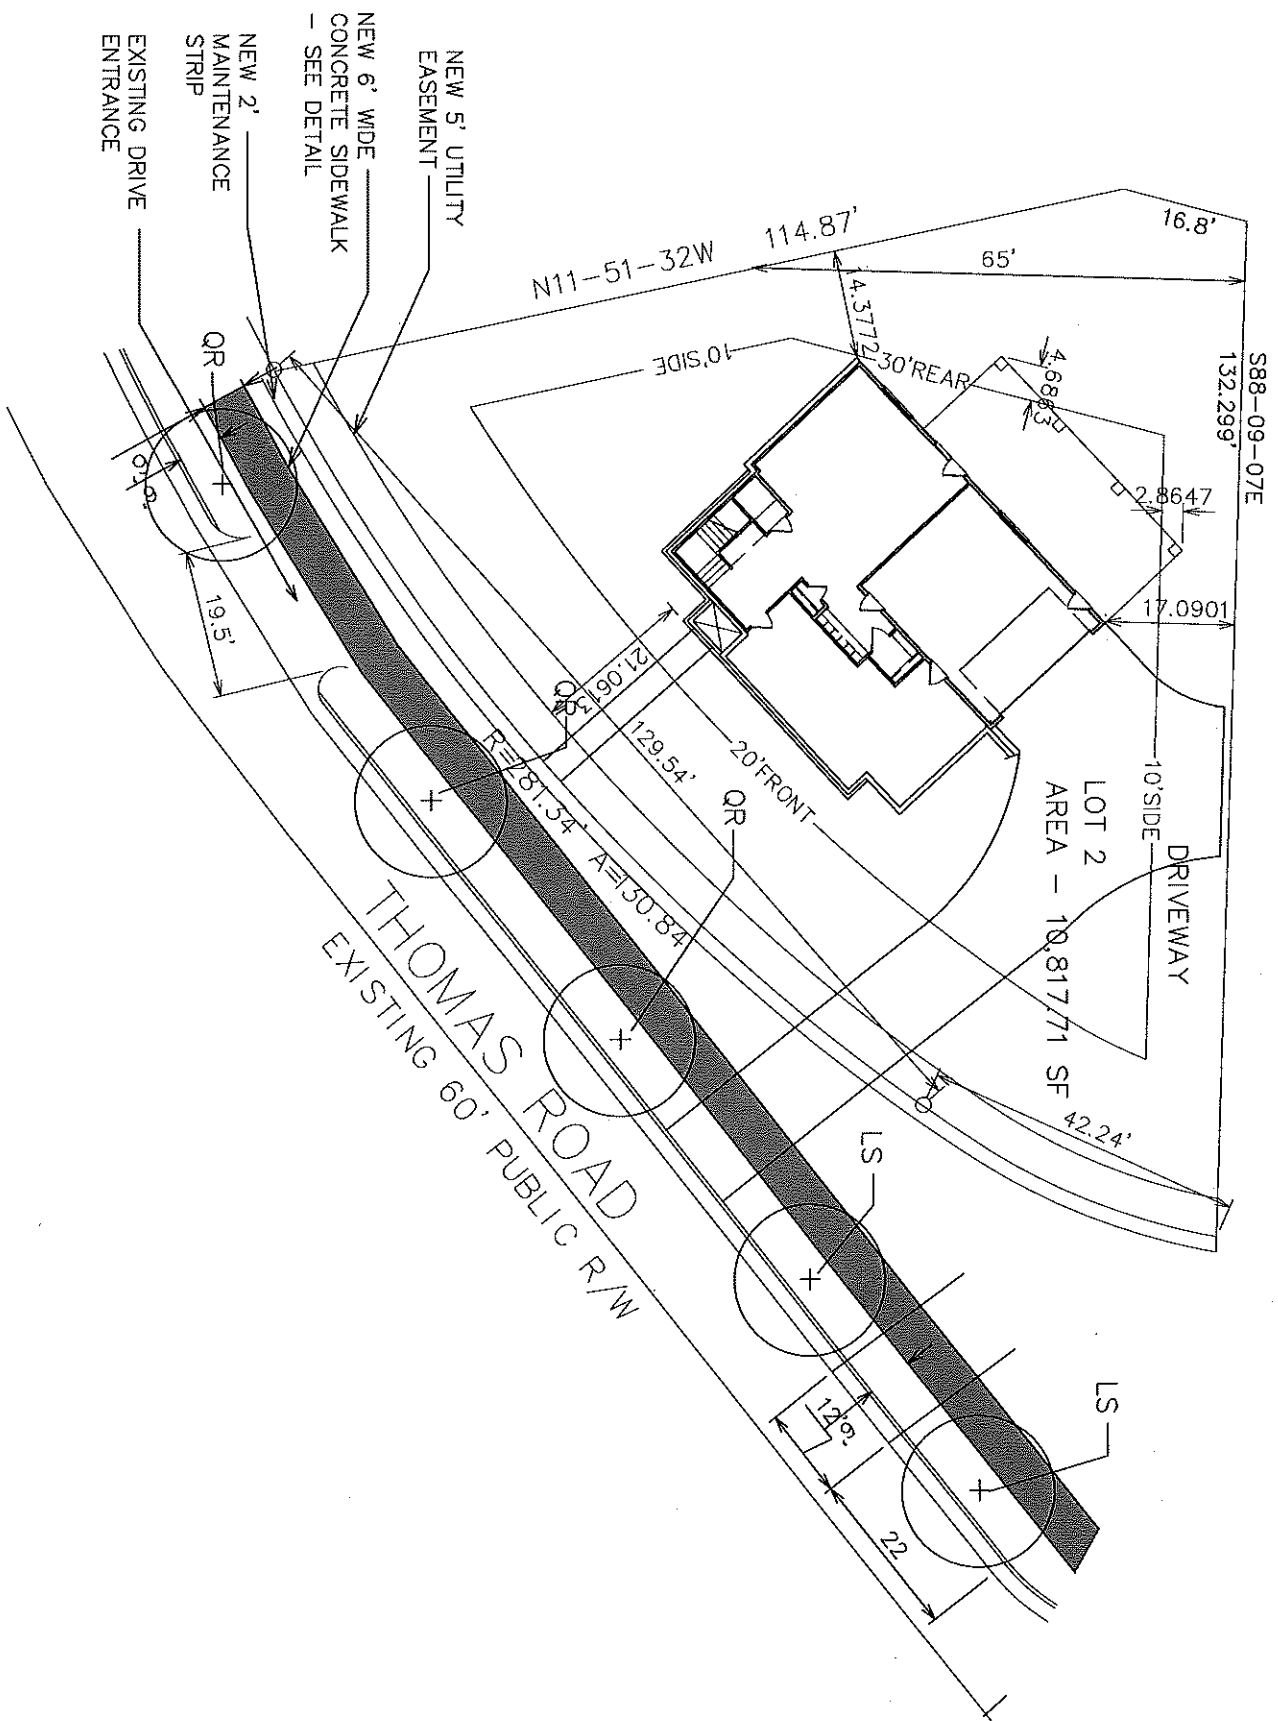 S88-09-07E
132.299'
16.8'
65'
114.87'
N11-51-32W
14.3772
10'SIDE
30'REAR
4.6883
2.8647
17.0901
10'SIDE
DRIVEWAY
LOT 2
AREA - 10,817.71 SF
20'FRONT
129.54'
21.0613
R=281.34' A=130.84
42.24'
NEW 5' UTILITY
EASEMENT
NEW 6' WIDE
CONCRETE SIDEWALK
- SEE DETAIL
NEW 2'
MAINTENANCE
STRIP
EXISTING DRIVE
ENTRANCE
QR
19.5'
QR
QR
LS
LS
THOMAS ROAD
EXISTING 60' PUBLIC R/W
12'
22